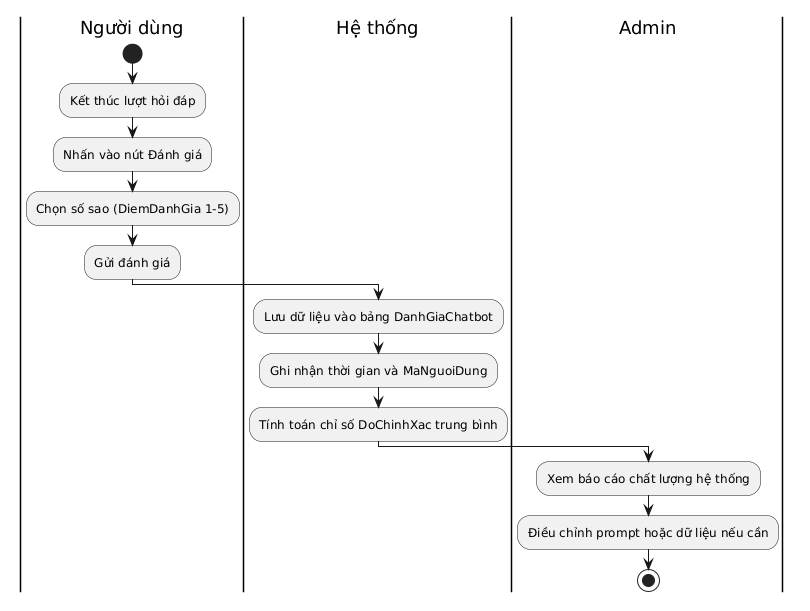 Người dùng
Hệ thống
Admin
Kết thúc lượt hỏi đáp
Nhấn vào nút Đánh giá
Chọn số sao (DiemDanhGia 1-5)
Gửi đánh giá
Lưu dữ liệu vào bảng DanhGiaChatbot
Ghi nhận thời gian và MaNguoiDung
Tính toán chỉ số DoChinhXac trung bình
Xem báo cáo chất lượng hệ thống
Điều chỉnh prompt hoặc dữ liệu nếu cần